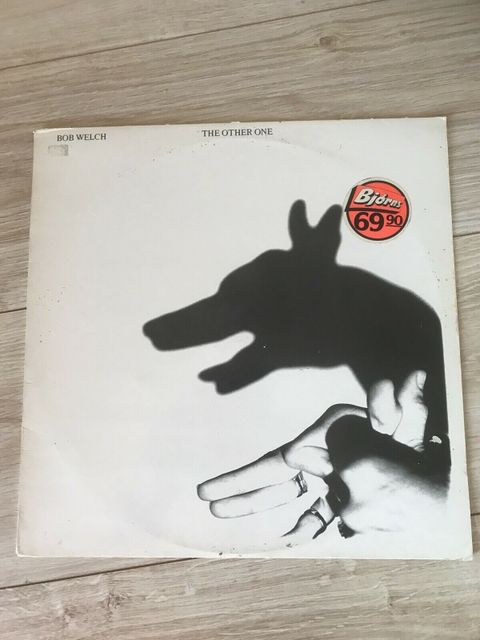 BOB WELCH
THE OTHER ONE
Björns
69 90